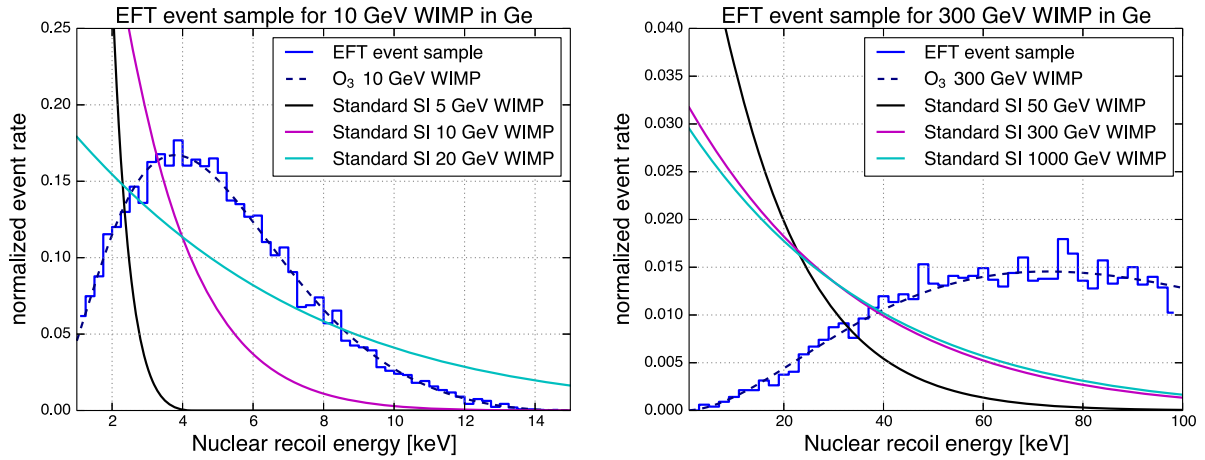 EFT event sample for 10 GeV WIMP in Ge
0.25
0.20
0.15
0.10
0.05
0.00
normalized event rate
EFT event sample
O₃ 10 GeV WIMP
Standard SI 5 GeV WIMP
Standard SI 10 GeV WIMP
Standard SI 20 GeV WIMP
2 4 6 8 10 12 14
Nuclear recoil energy [keV]
EFT event sample for 300 GeV WIMP in Ge
0.040
0.035
0.030
0.025
0.020
0.015
0.010
0.005
0.000
normalized event rate
EFT event sample
O₃ 300 GeV WIMP
Standard SI 50 GeV WIMP
Standard SI 300 GeV WIMP
Standard SI 1000 GeV WIMP
20 40 60 80 100
Nuclear recoil energy [keV]